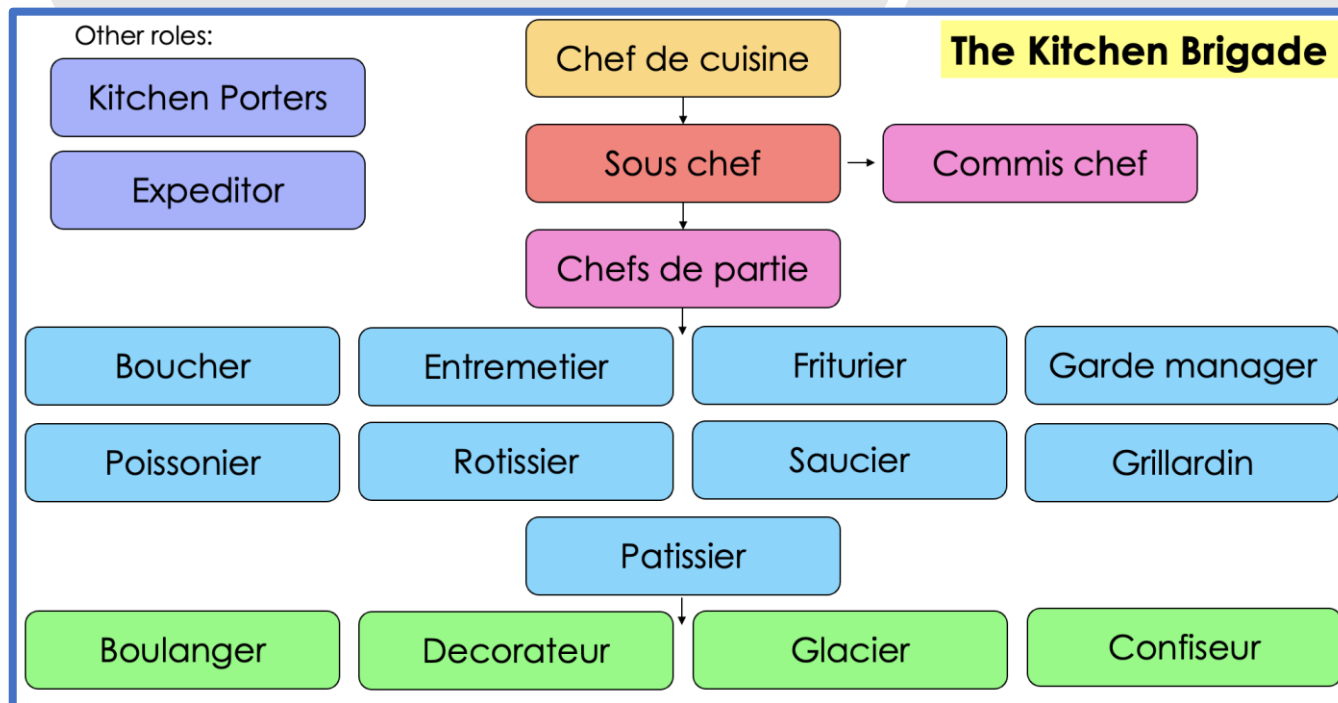 Other roles:
The Kitchen Brigade
Kitchen Porters
Expeditor
Chef de cuisine
Sous chef
Commis chef
Chefs de partie
Boucher
Entremetier
Friturier
Garde manager
Poissonier
Rotissier
Saucier
Grillardin
Patissier
Boulanger
Decorateur
Glacier
Confiseur